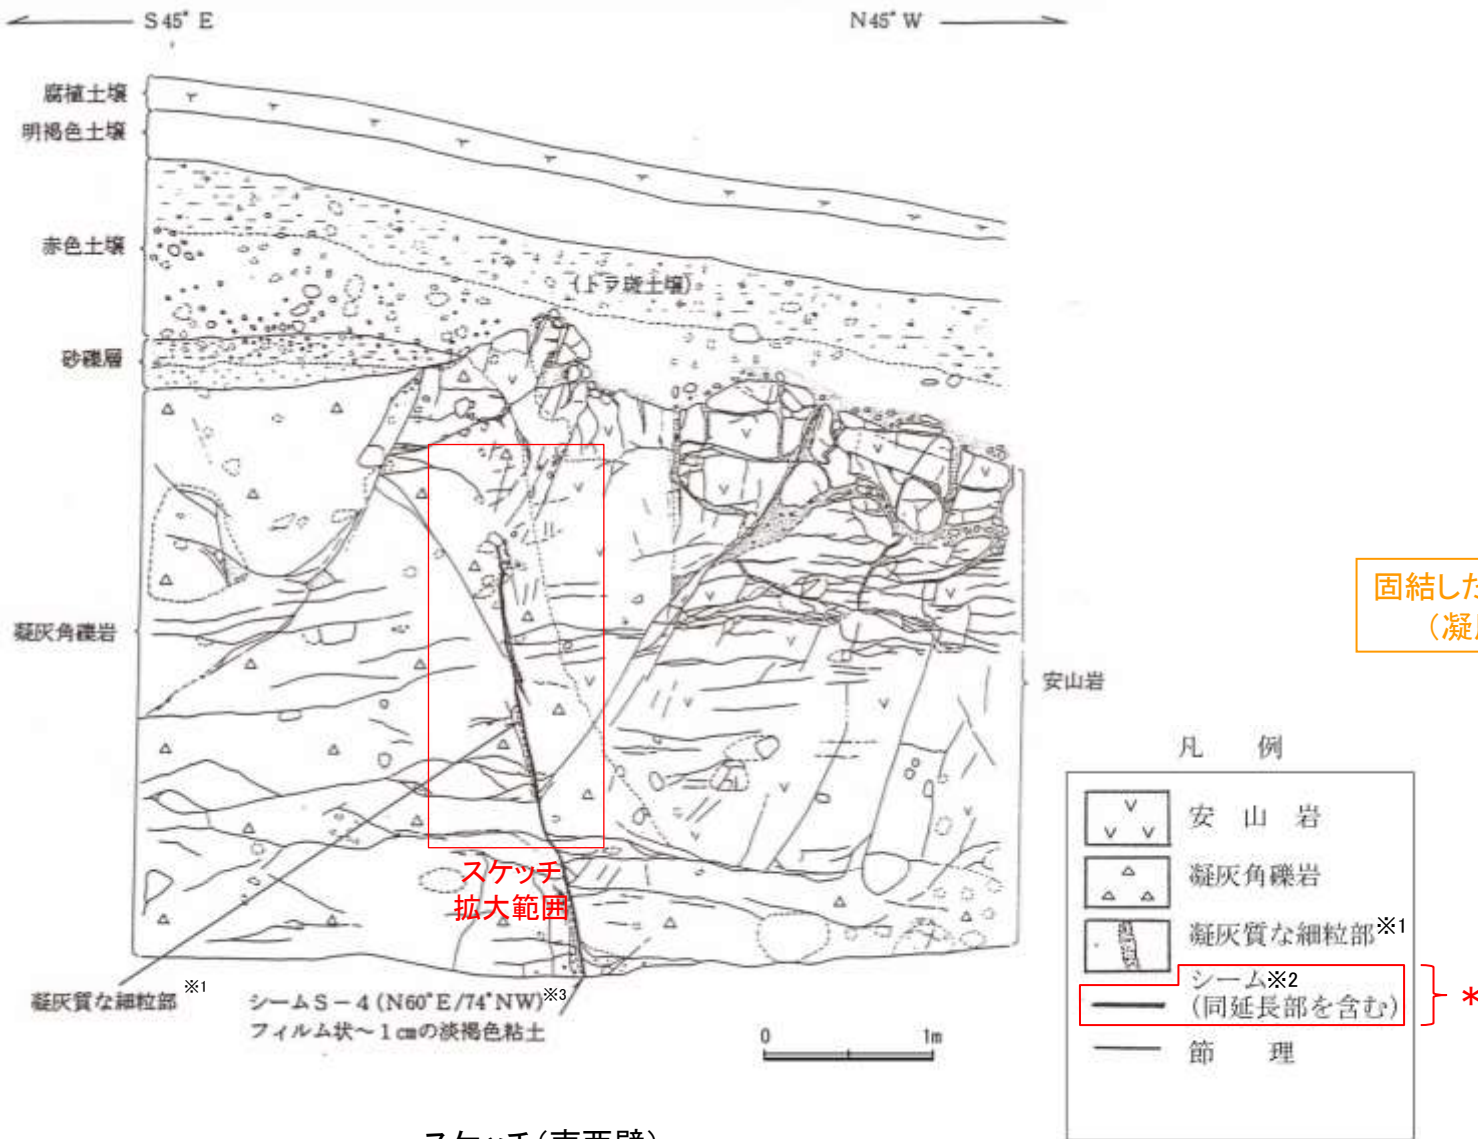 S45°E
N45°W
腐植土壌
明褐色土壌
赤色土壌
(トラ斑土壌)
砂礫層
凝灰角礫岩
安山岩
固結した
(凝
スケッチ
拡大範囲
凝灰質な細粒部※1
シームS-4(N60°E/74°NW)※3
フィルム状~1㎝の淡褐色粘土
0 1m
凡 例
安 山 岩
凝灰角礫岩
凝灰質な細粒部※1
シーム※2
(同延長部を含む)
*
節 理